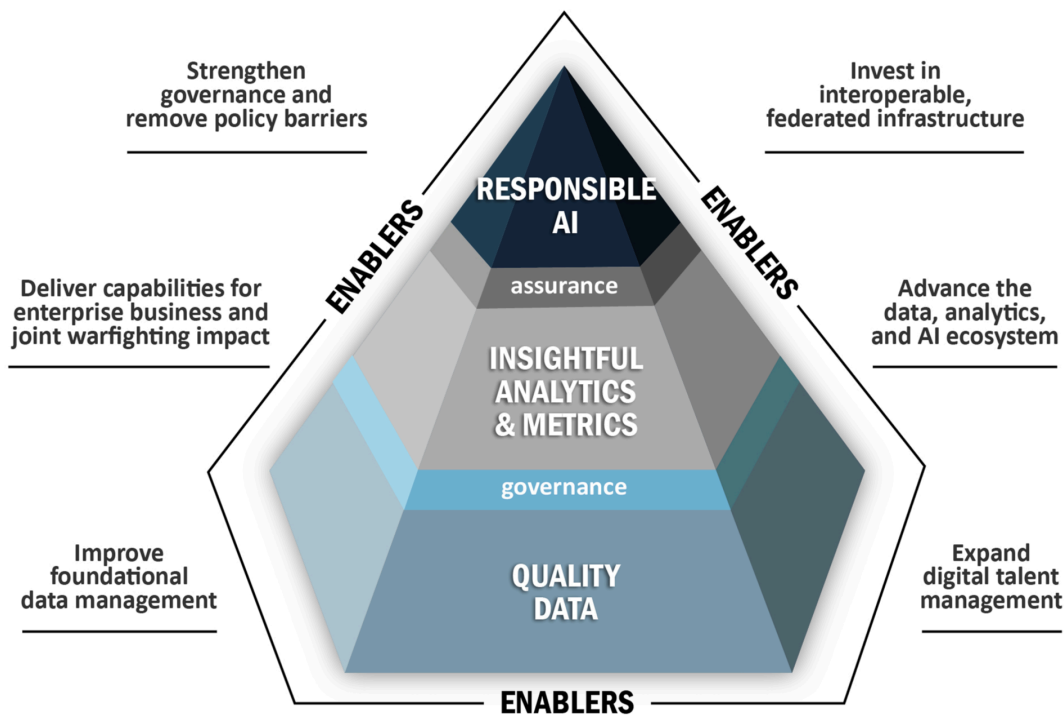 Strengthen
governance and
remove policy barriers
Invest in
interoperable,
federated infrastructure
ENABLERS
ENABLERS
RESPONSIBLE
AI
assurance
Deliver capabilities for
enterprise business and
joint warfighting impact
Advance the
data, analytics,
and AI ecosystem
INSIGHTFUL
ANALYTICS
& METRICS
governance
Improve
foundational
data management
QUALITY
DATA
Expand
digital talent
management
ENABLERS